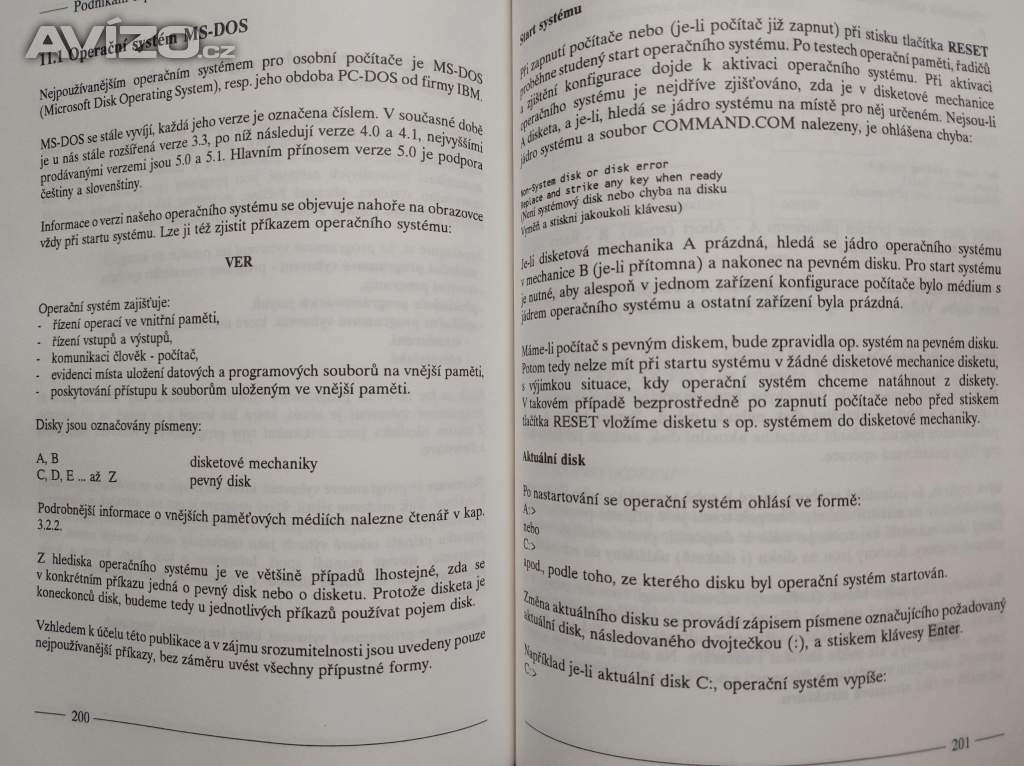 Podnikání
Avízo.cz
11.1 Operační systém MS-DOS
Nejpoužívanějším operačním systémem pro osobní počítače je MS-DOS
(Microsoft Disk Operating System), resp. jeho obdoba PC-DOS od firmy IBM.
MS-DOS se stále vyvíjí, každá jeho verze je označena číslem. V současné době
je u nás stále rozšířená verze 3.3, po níž následují verze 4.0 a 4.1, nejvyššími
prodávanými verzemi jsou 5.0 a 5.1. Hlavním přínosem verze 5.0 je podpora
češtiny a slovenštiny.
Informace o verzi našeho operačního systému se objevuje nahoře na obrazovce
vždy při startu systému. Lze ji též zjistit příkazem operačního systému:
VER
Operační systém zajišťuje:
- řízení operací ve vnitřní paměti,
- řízení vstupů a výstupů,
- komunikaci člověk - počítač,
- evidenci místa uložení datových a programových souborů na vnější paměti,
- poskytování přístupu k souborům uloženým ve vnější paměti.
Disky jsou označovány písmeny:
A, B disketové mechaniky
C, D, E ... až Z pevný disk
Podrobnější informace o vnějších paměťových médiích nalezne čtenář v kap.
3.2.2.
Z hlediska operačního systému je ve většině případů lhostejné, zda se
v konkrétním příkazu jedná o pevný disk nebo o disketu. Protože disketa je
koneckonců disk, budeme tedy u jednotlivých příkazů používat pojem disk.
Vzhledem k účelu této publikace a v zájmu srozumitelnosti jsou uvedeny pouze
nejpoužívanější příkazy, bez záměru uvést všechny přípustné formy.
200
Start systému
Při zapnutí počítače nebo (je-li počítač již zapnut) při stisku tlačítka RESET
proběhne studený start operačního systému. Po testech operační paměti, řadičů
a zjištění konfigurace dojde k aktivaci operačního systému. Při aktivaci
operačního systému je nejdříve zjišťováno, zda je v disketové mechanice
A disketa, a je-li, hledá se jádro systému na místě pro něj určeném. Nejsou-li
jádro systému a soubor COMMAND.COM nalezeny, je ohlášena chyba:
Non-System disk or disk error
Replace and strike any key when ready
(Není systémový disk nebo chyba na disku
Vyměň a stiskni jakoukoli klávesu)
Je-li disketová mechanika A prázdná, hledá se jádro operačního systému
v mechanice B (je-li přítomna) a nakonec na pevném disku. Pro start systému
je nutné, aby alespoň v jednom zařízení konfigurace počítače bylo médium s
jádrem operačního systému a ostatní zařízení byla prázdná.
Máme-li počítač s pevným diskem, bude zpravidla op. systém na pevném disku.
Potom tedy nelze mít při startu systému v žádné disketové mechanice disketu,
s výjimkou situace, kdy operační systém chceme natáhnout z diskety.
V takovém případě bezprostředně po zapnutí počítače nebo před stiskem
tlačítka RESET vložíme disketu s op. systémem do disketové mechaniky.
Aktuální disk
Po nastartování se operační systém ohlásí ve formě:
A:>
nebo
C:>
apod., podle toho, ze kterého disku byl operační systém startován.
Změna aktuálního disku se provádí zápisem písmene označujícího požadovaný
aktuální disk, následovaného dvojtečkou (:), a stiskem klávesy Enter.
Například je-li aktuální disk C:, operační systém vypíše:
C:>
201